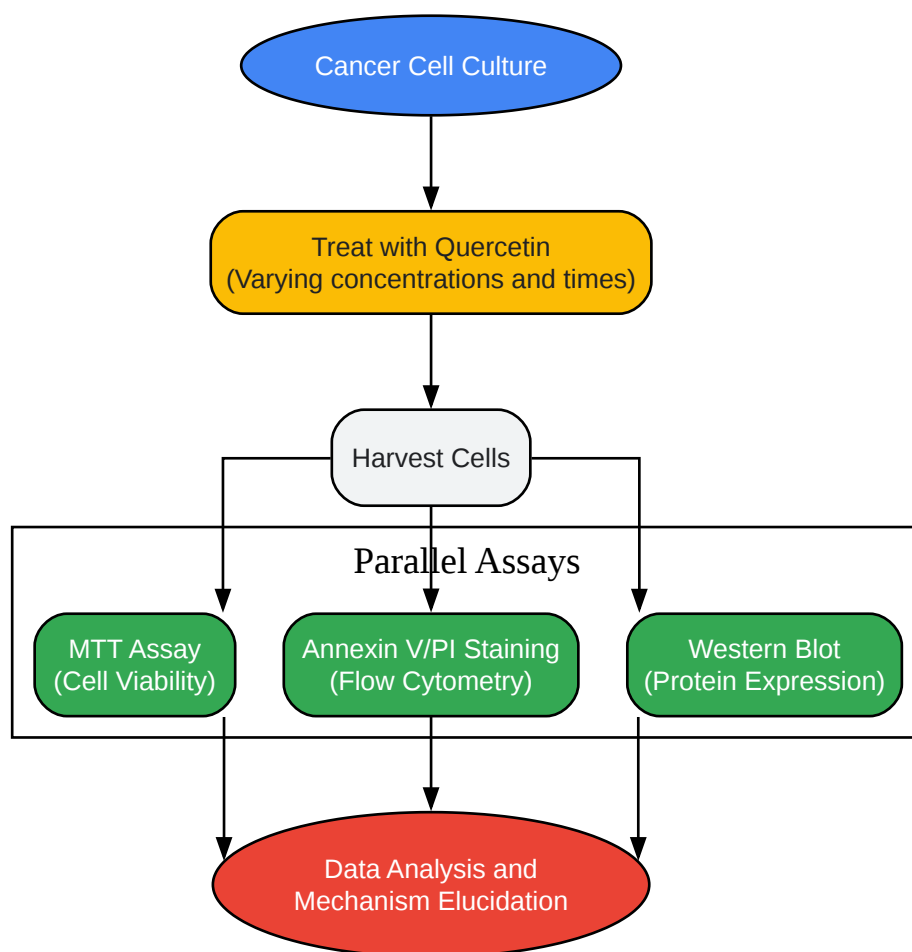 Cancer Cell Culture
Treat with Quercetin
(Varying concentrations and times)
Harvest Cells
Parallel Assays
MTT Assay
(Cell Viability)
Annexin V/PI Staining
(Flow Cytometry)
Western Blot
(Protein Expression)
Data Analysis and
Mechanism Elucidation